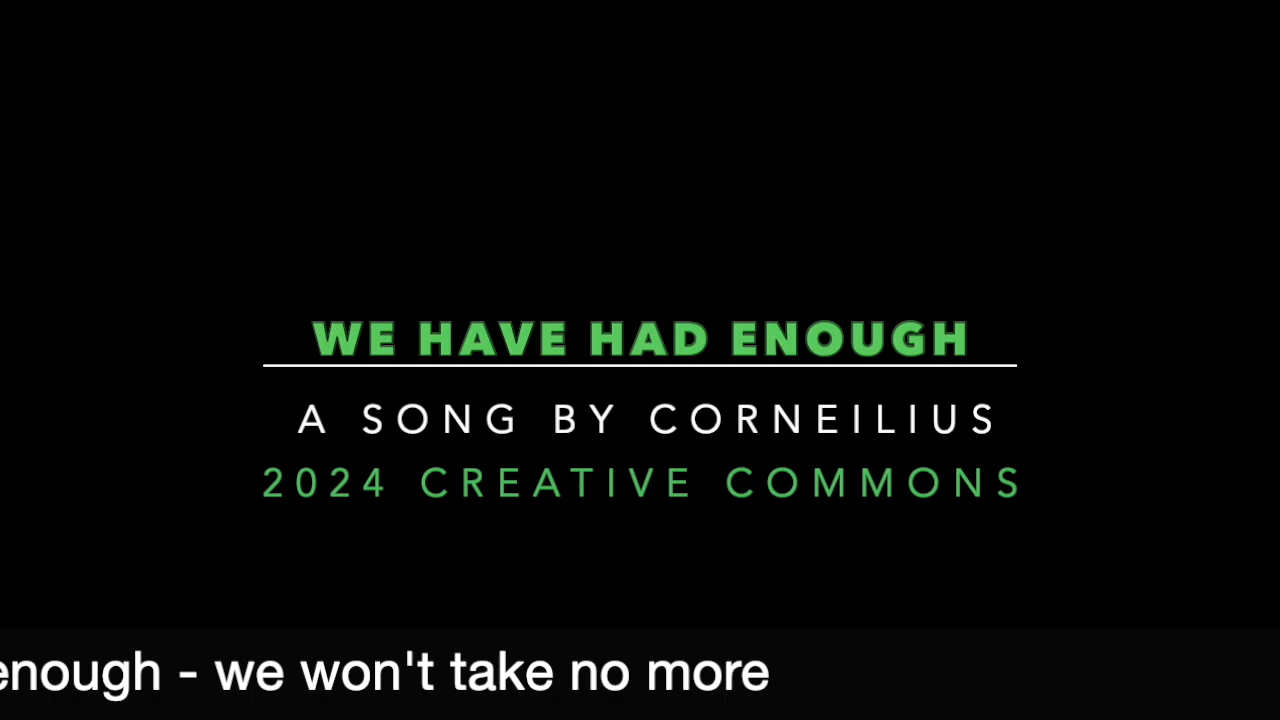 WE HAVE HAD ENOUGH
A SONG BY CORNEILIUS
2024 CREATIVE COMMONS
enough - we won't take no more